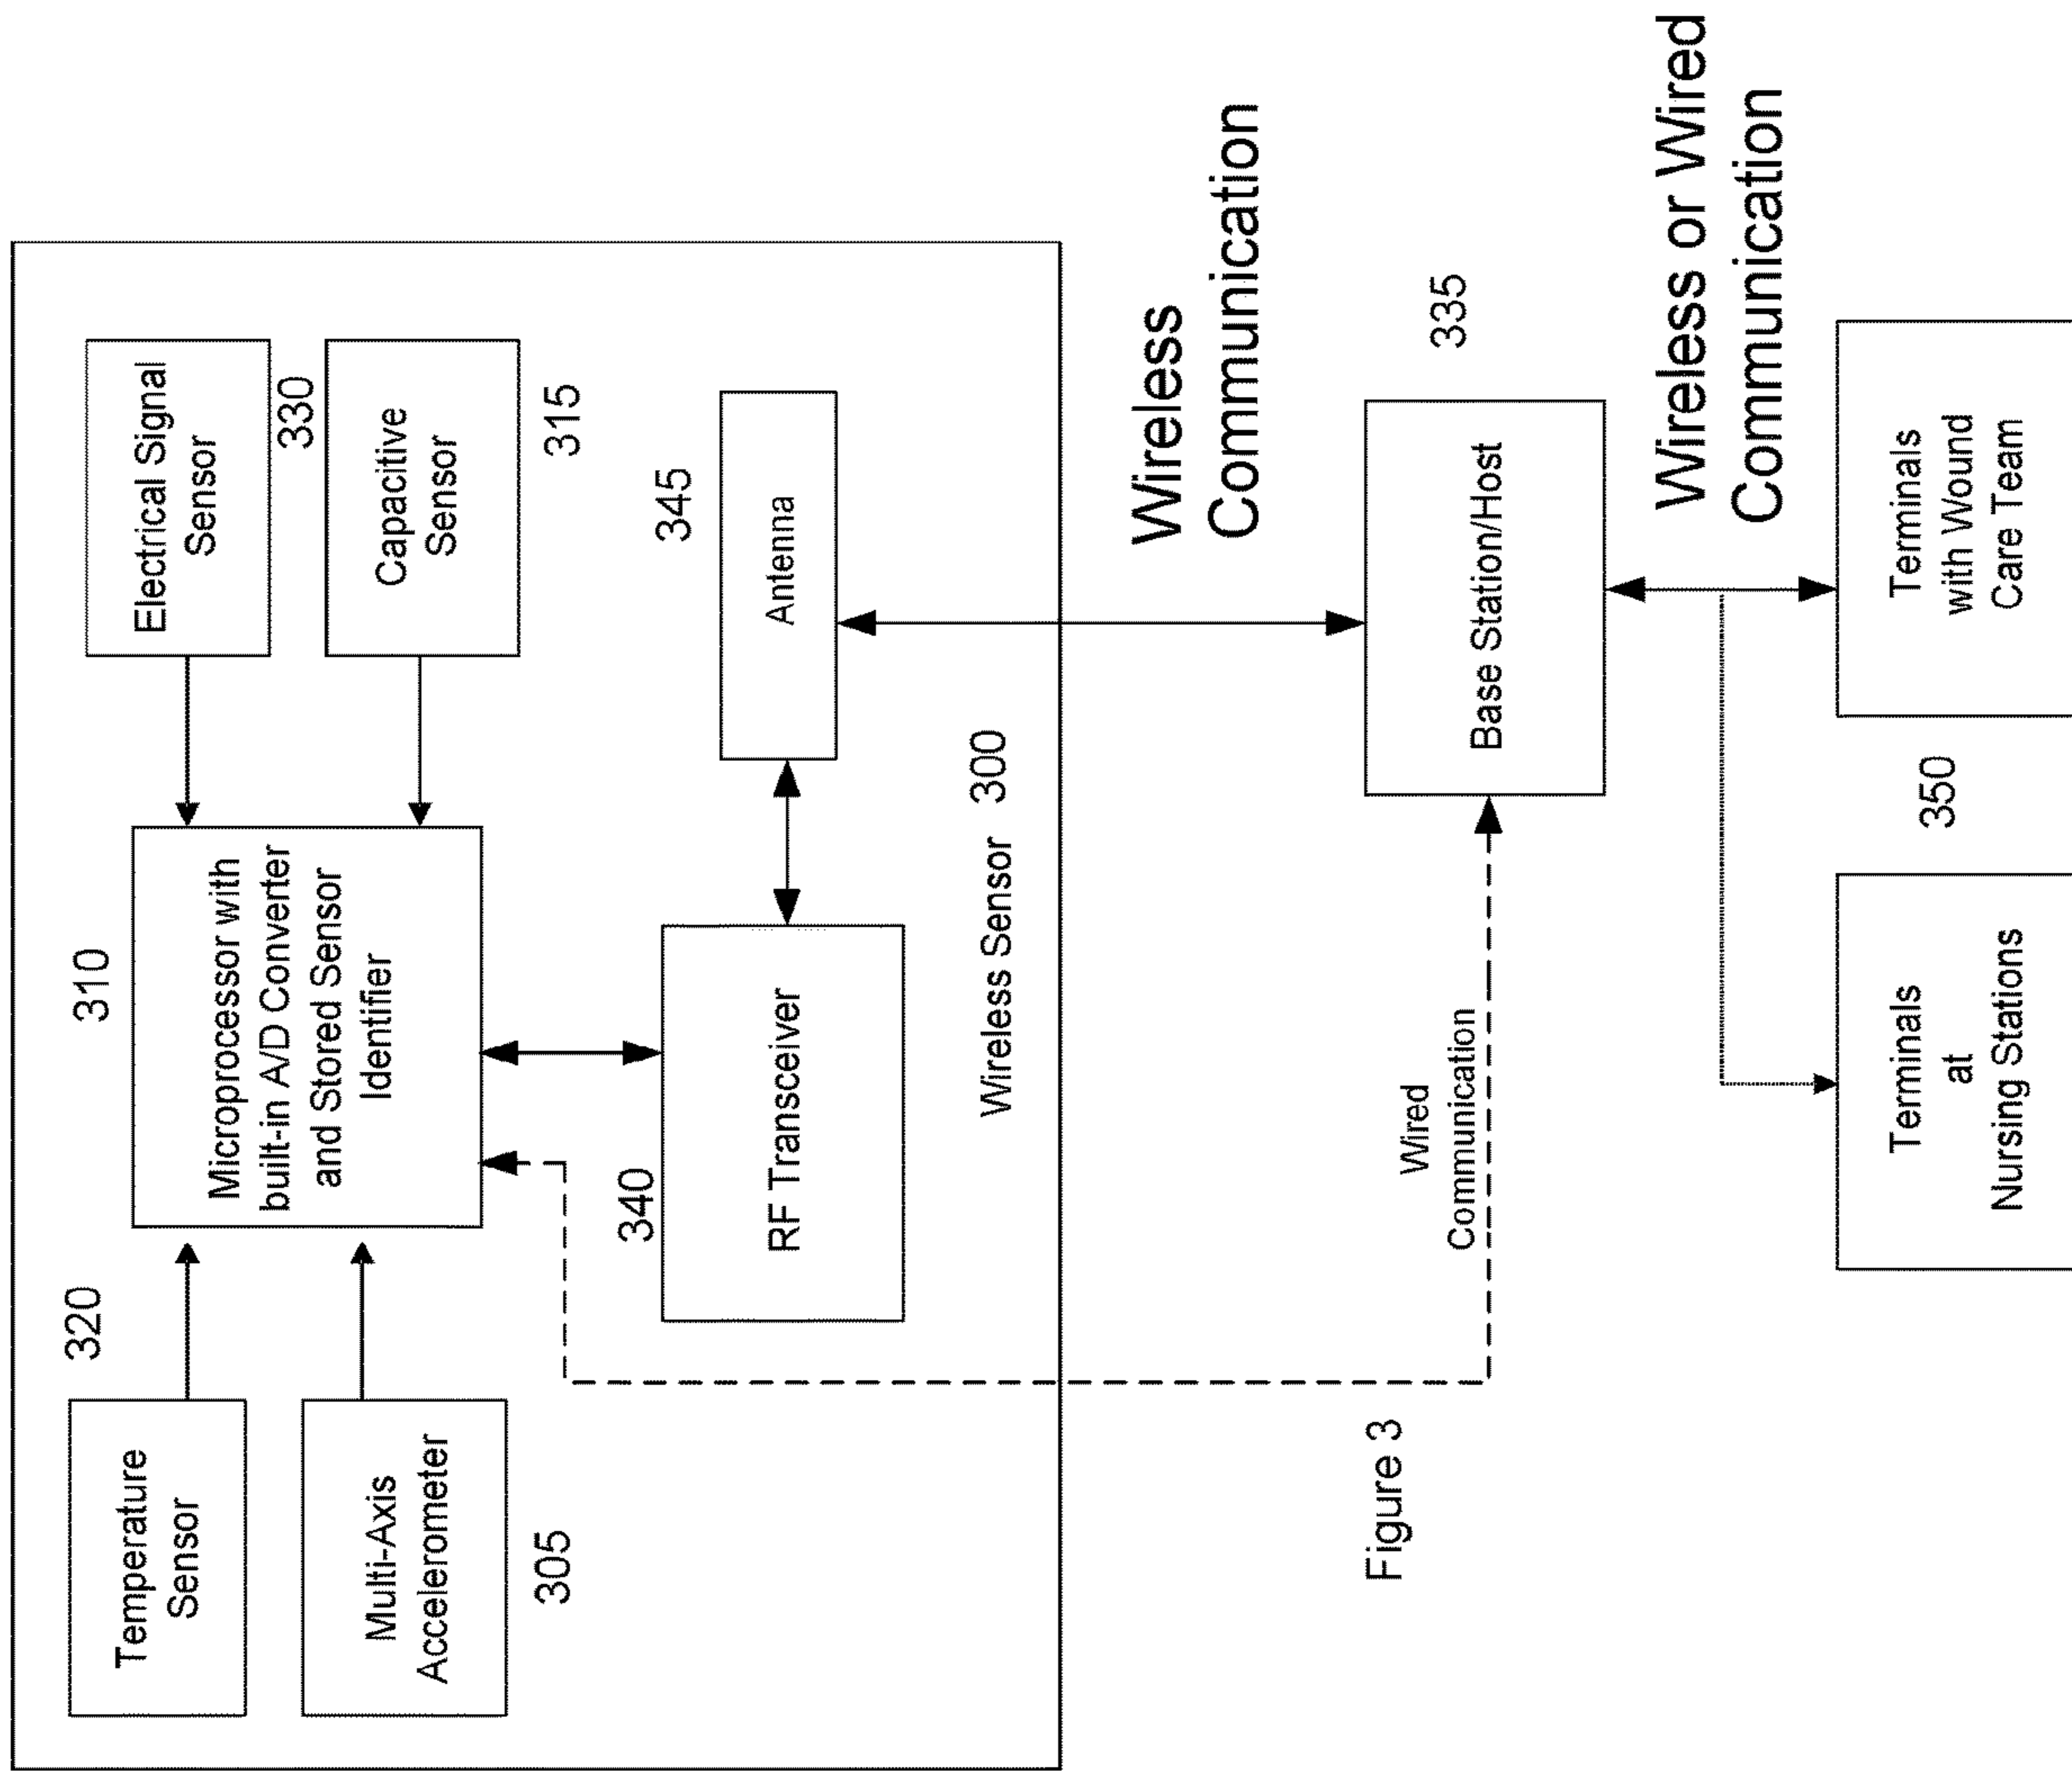 320
310
Temperature
Sensor
Microprocessor with
built-in A/D Converter
and Stored Sensor
Identifier
Electrical Signal
Sensor
330
Multi-Axis
Accelerometer
305
Capacitive
Sensor
315
340
RF Transceiver
345
Antenna
Wireless Sensor 300
Wireless
Communication
Wired
Communication
335
Base Station/Host
Figure 3
Wireless or Wired
Communication
Terminals
at
Nursing Stations
350
Terminals
with Wound
Care Team